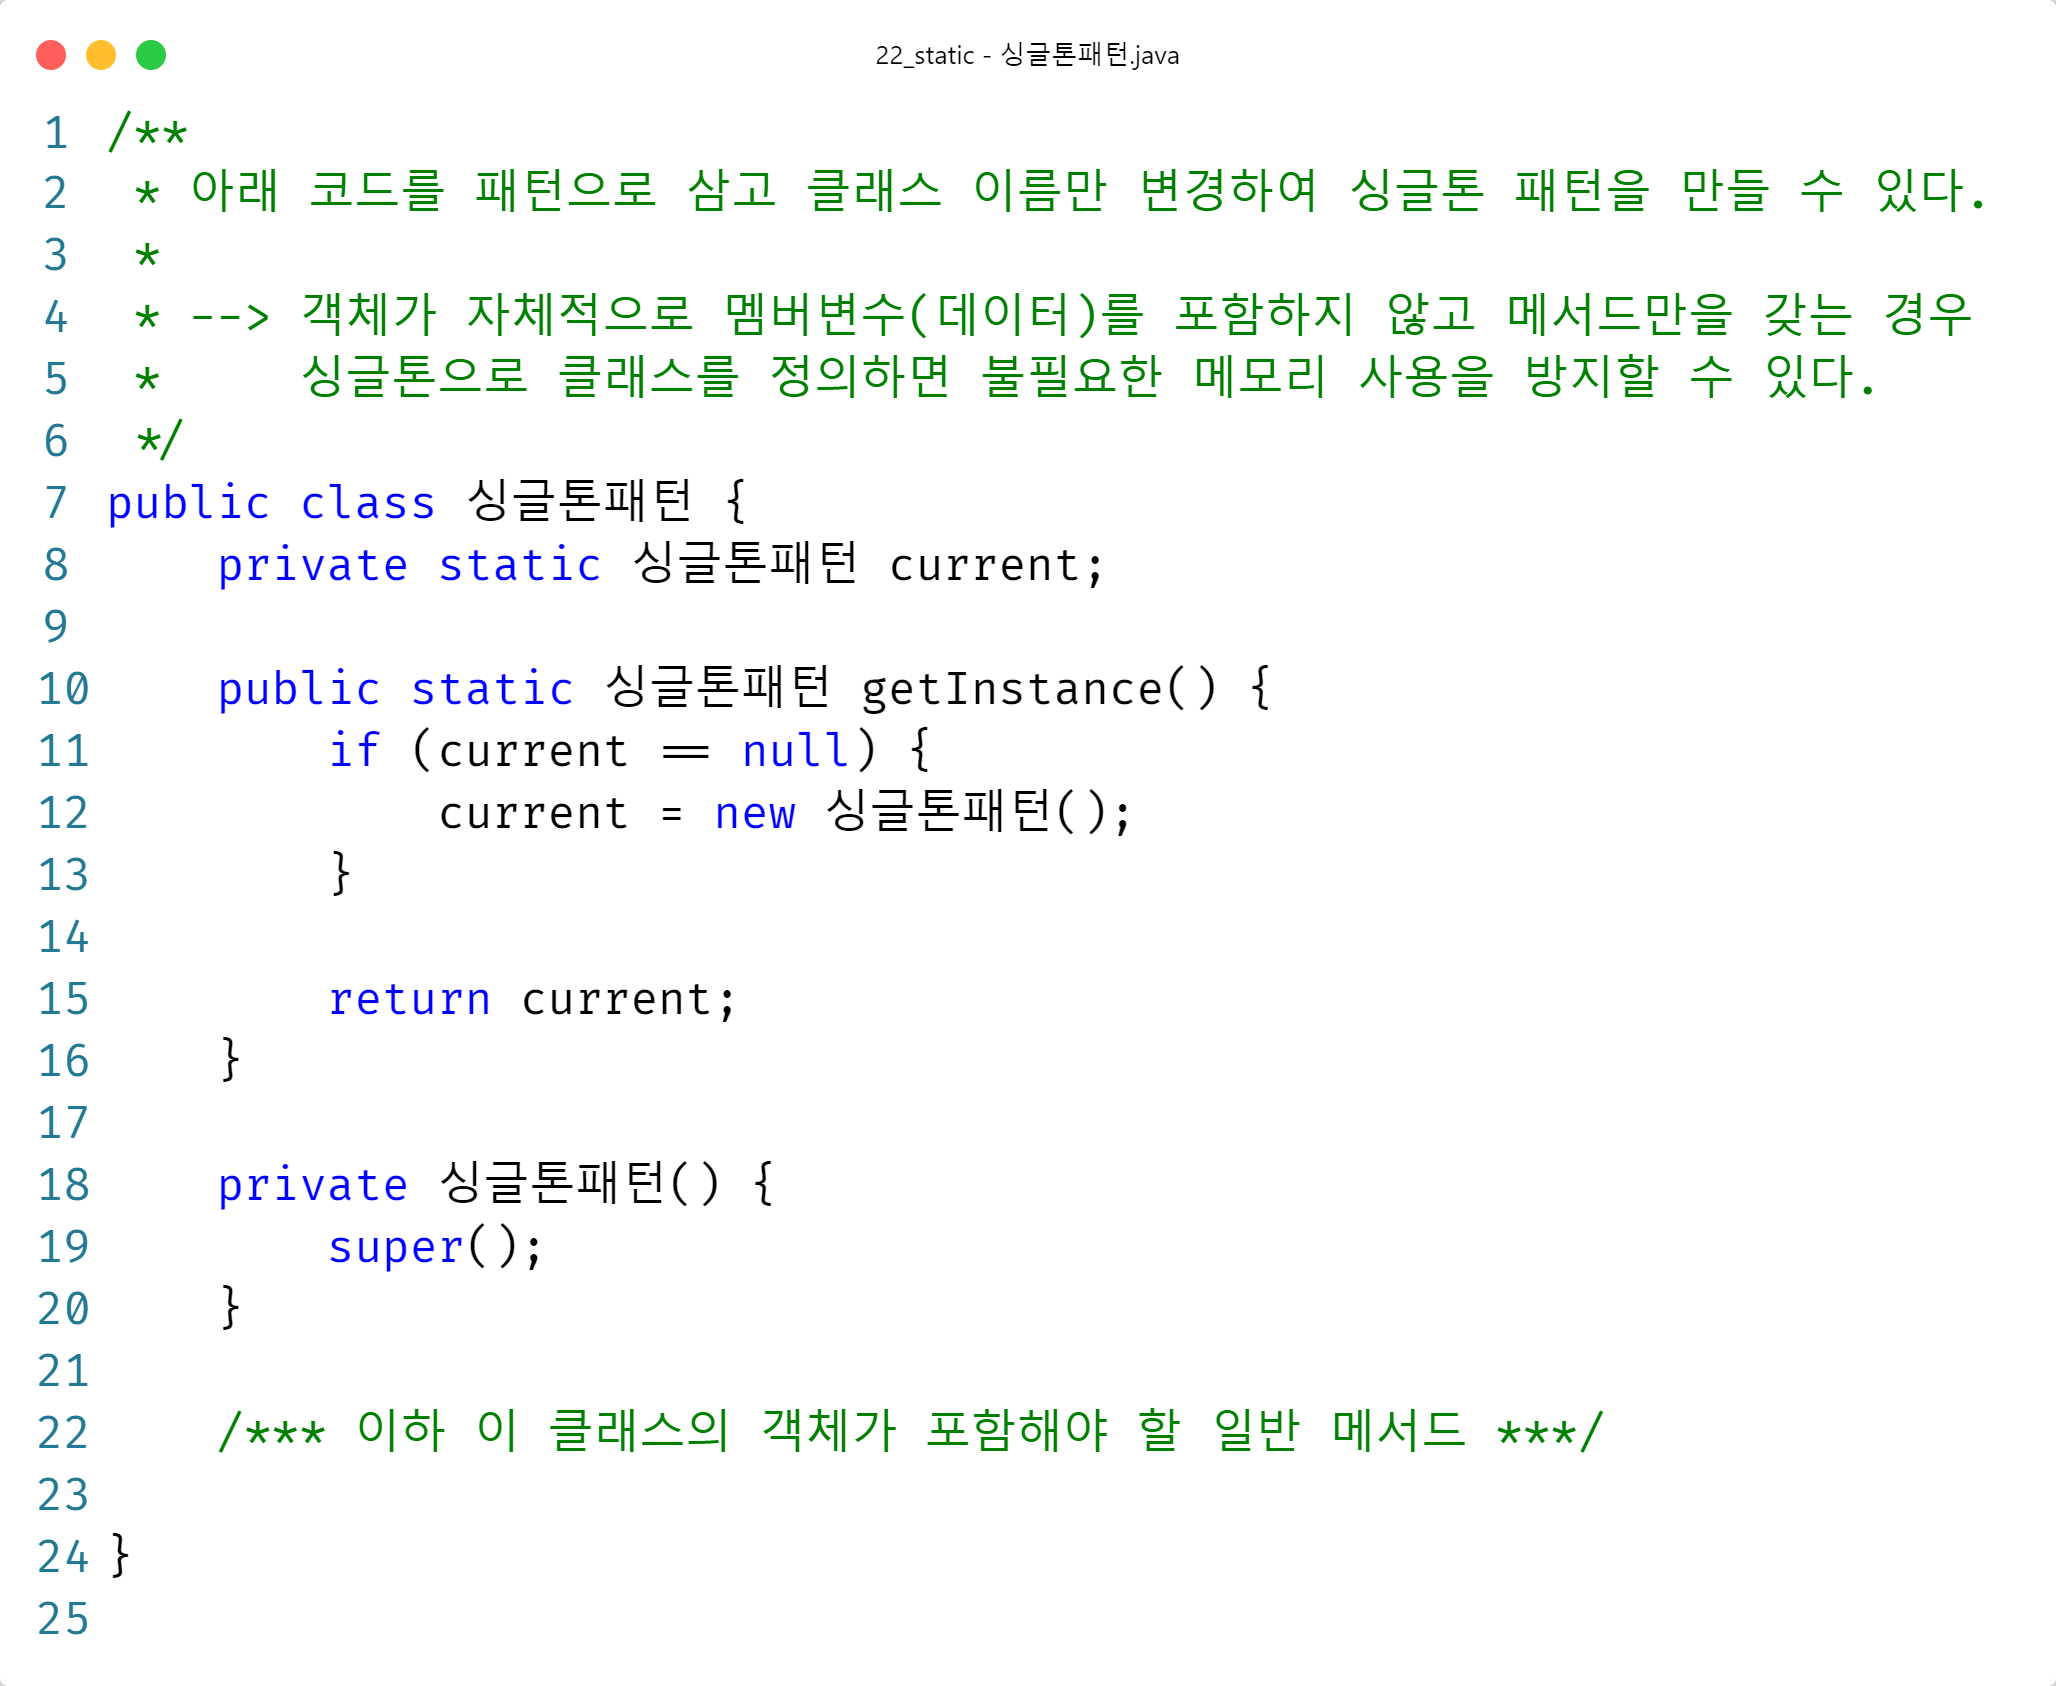 22_static - 싱글톤패턴.java
1 /**
2  * 아래 코드를 패턴으로 삼고 클래스 이름만 변경하여 싱글톤 패턴을 만들 수 있다.
3  *
4  * --> 객체가 자체적으로 멤버변수(데이터)를 포함하지 않고 메서드만을 갖는 경우
5  *     싱글톤으로 클래스를 정의하면 불필요한 메모리 사용을 방지할 수 있다.
6  */
7 public class 싱글톤패턴 {
8     private static 싱글톤패턴 current;
9
10     public static 싱글톤패턴 getInstance() {
11         if (current == null) {
12             current = new 싱글톤패턴();
13         }
14
15         return current;
16     }
17
18     private 싱글톤패턴() {
19         super();
20     }
21
22     /*** 이하 이 클래스의 객체가 포함해야 할 일반 메서드 ***/
23
24 }
25